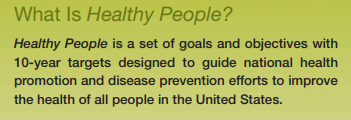 What Is Healthy People?
Healthy People is a set of goals and objectives with
10-year targets designed to guide national health
promotion and disease prevention efforts to improve
the health of all people in the United States.